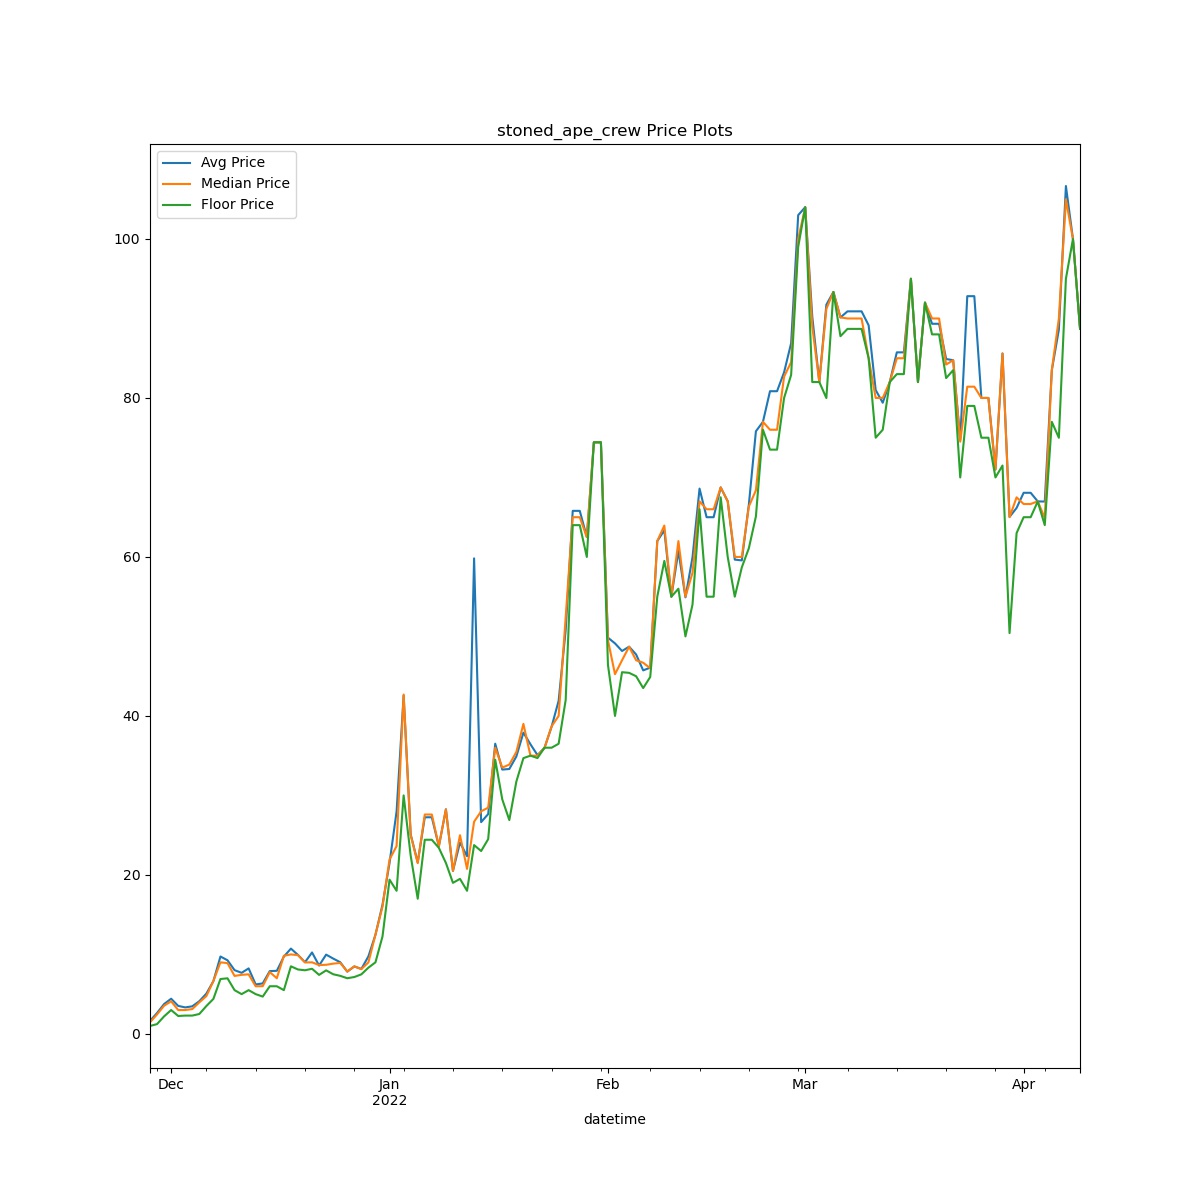 stoned_ape_crew Price Plots
Avg Price
Median Price
Floor Price
100
80
60
40
20
0
Dec
Jan
2022
Feb
Mar
Apr
datetime